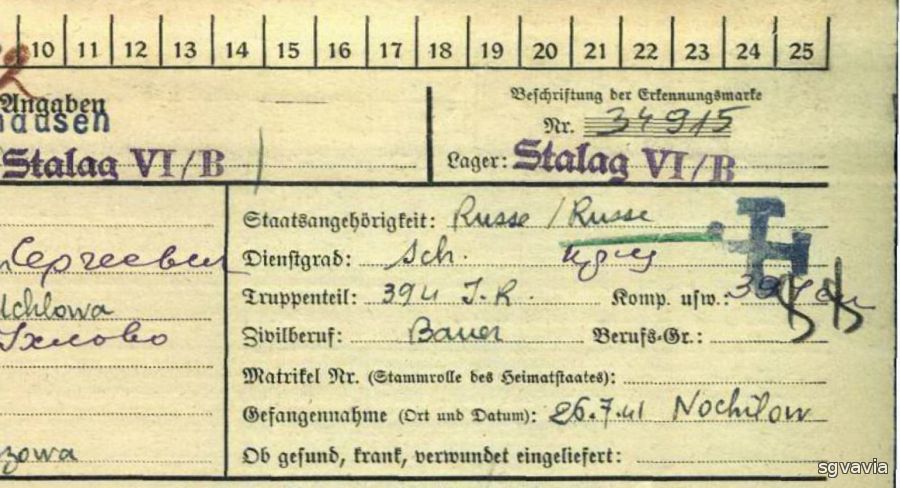 10 11 12 13 14 15 16 17 18 19 20 21 22 23 24 25
Angaben
Beschriftung der Erkennungsmarke
Nr. 34915
Stalag VI/B
Lager: Stalag VI/B
Staatsangehörigkeit: Russe / Russe
Сергеевич
Dienstgrad: Sch.
Truppenteil: 394 I.R. Komp. usw.:
Uchlowa
Ухлово
Zivilberuf: Bauer Berufs-Gr.:
Matrikel Nr. (Stammrolle des Heimatstaates):
Gefangennahme (Ort und Datum): 26.7.41
Ob gesund, krank, verwundet eingeliefert:
sgvavia